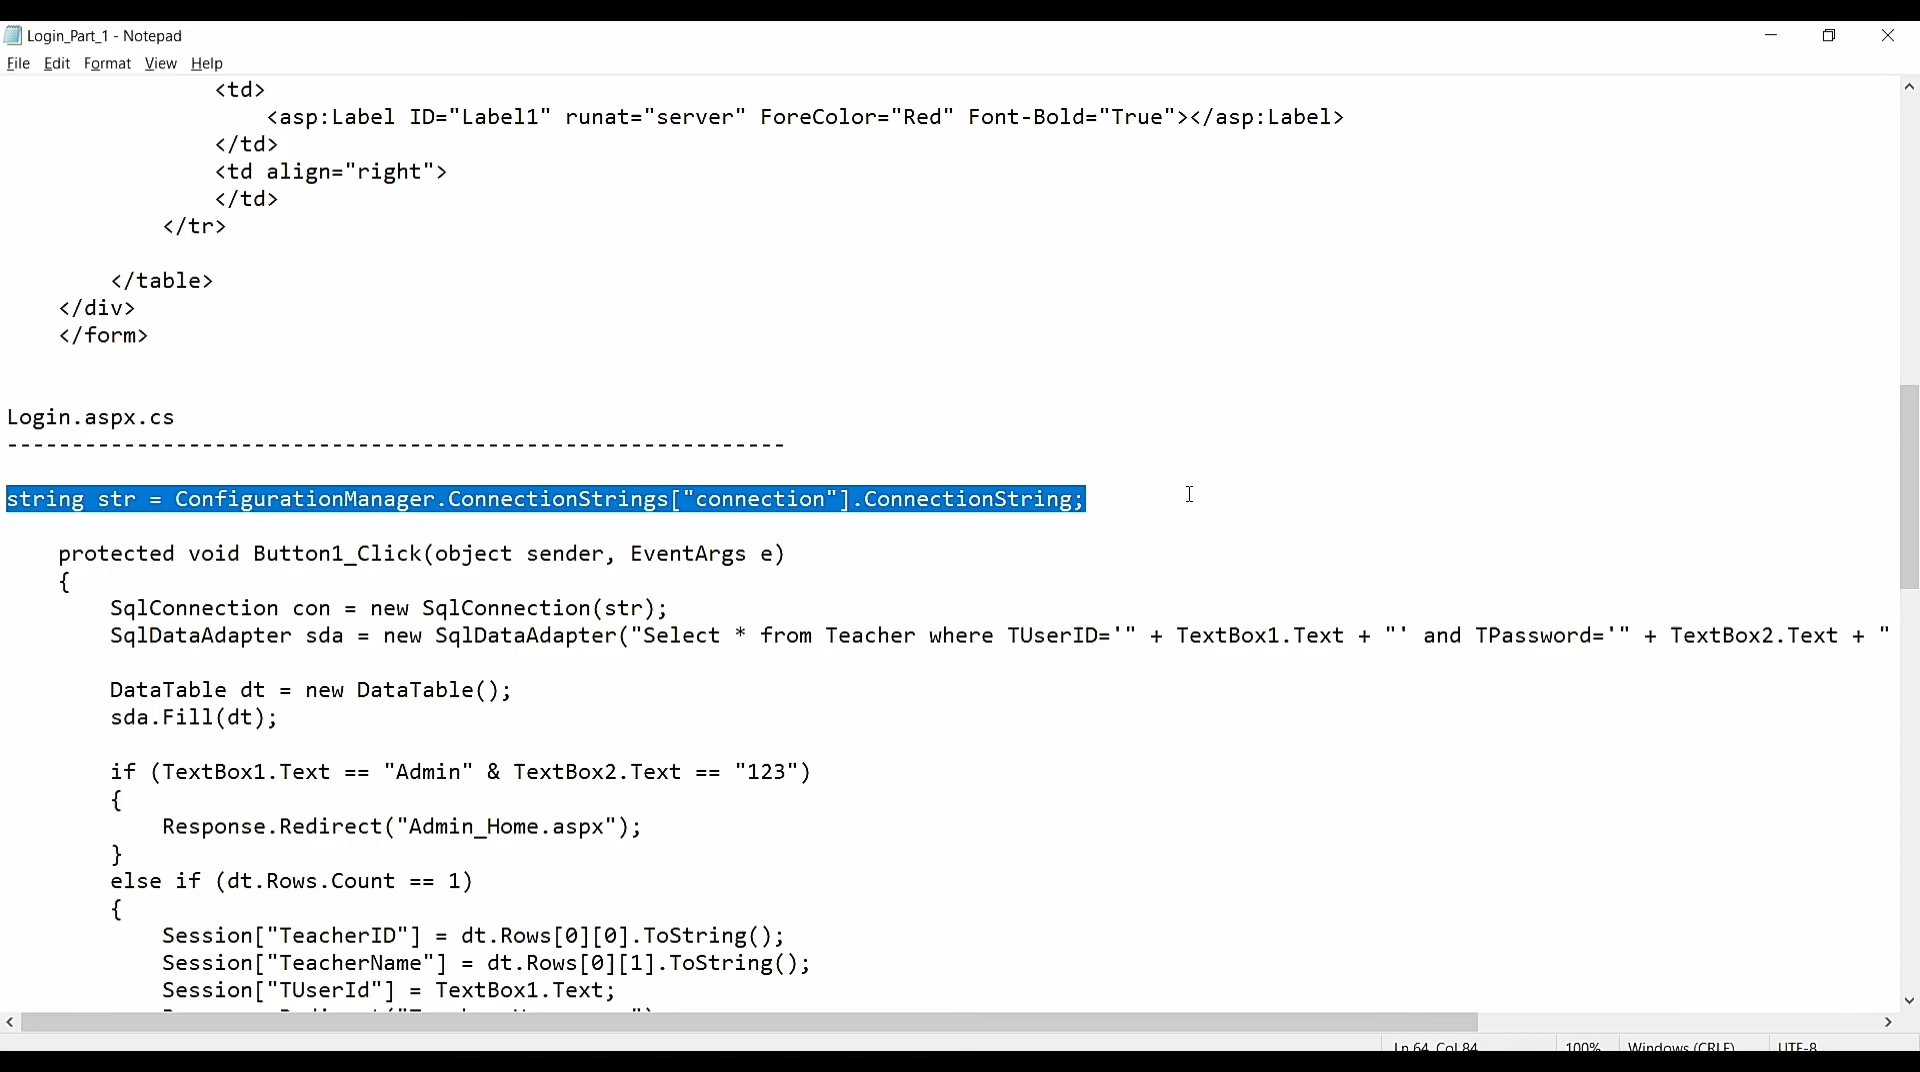 Login_Part_1 - Notepad
File Edit Format View Help
<td>
<asp:Label ID="Label1" runat="server" ForeColor="Red" Font-Bold="True"></asp:Label>
</td>
<td align="right">
</td>
</tr>
</table>
</div>
</form>
Login.aspx.cs
------------------------------------------------------------
string str = ConfigurationManager.ConnectionStrings["connection"].ConnectionString;
protected void Button1_Click(object sender, EventArgs e)
{
SqlConnection con = new SqlConnection(str);
SqlDataAdapter sda = new SqlDataAdapter("Select * from Teacher where TUserID='" + TextBox1.Text + "' and TPassword='" + TextBox2.Text + "
DataTable dt = new DataTable();
sda.Fill(dt);
if (TextBox1.Text == "Admin" & TextBox2.Text == "123")
{
Response.Redirect("Admin_Home.aspx");
}
else if (dt.Rows.Count == 1)
{
Session["TeacherID"] = dt.Rows[0][0].ToString();
Session["TeacherName"] = dt.Rows[0][1].ToString();
Session["TUserId"] = TextBox1.Text;
Ln 64, Col 84 100% Windows (CRLF) UTF-8